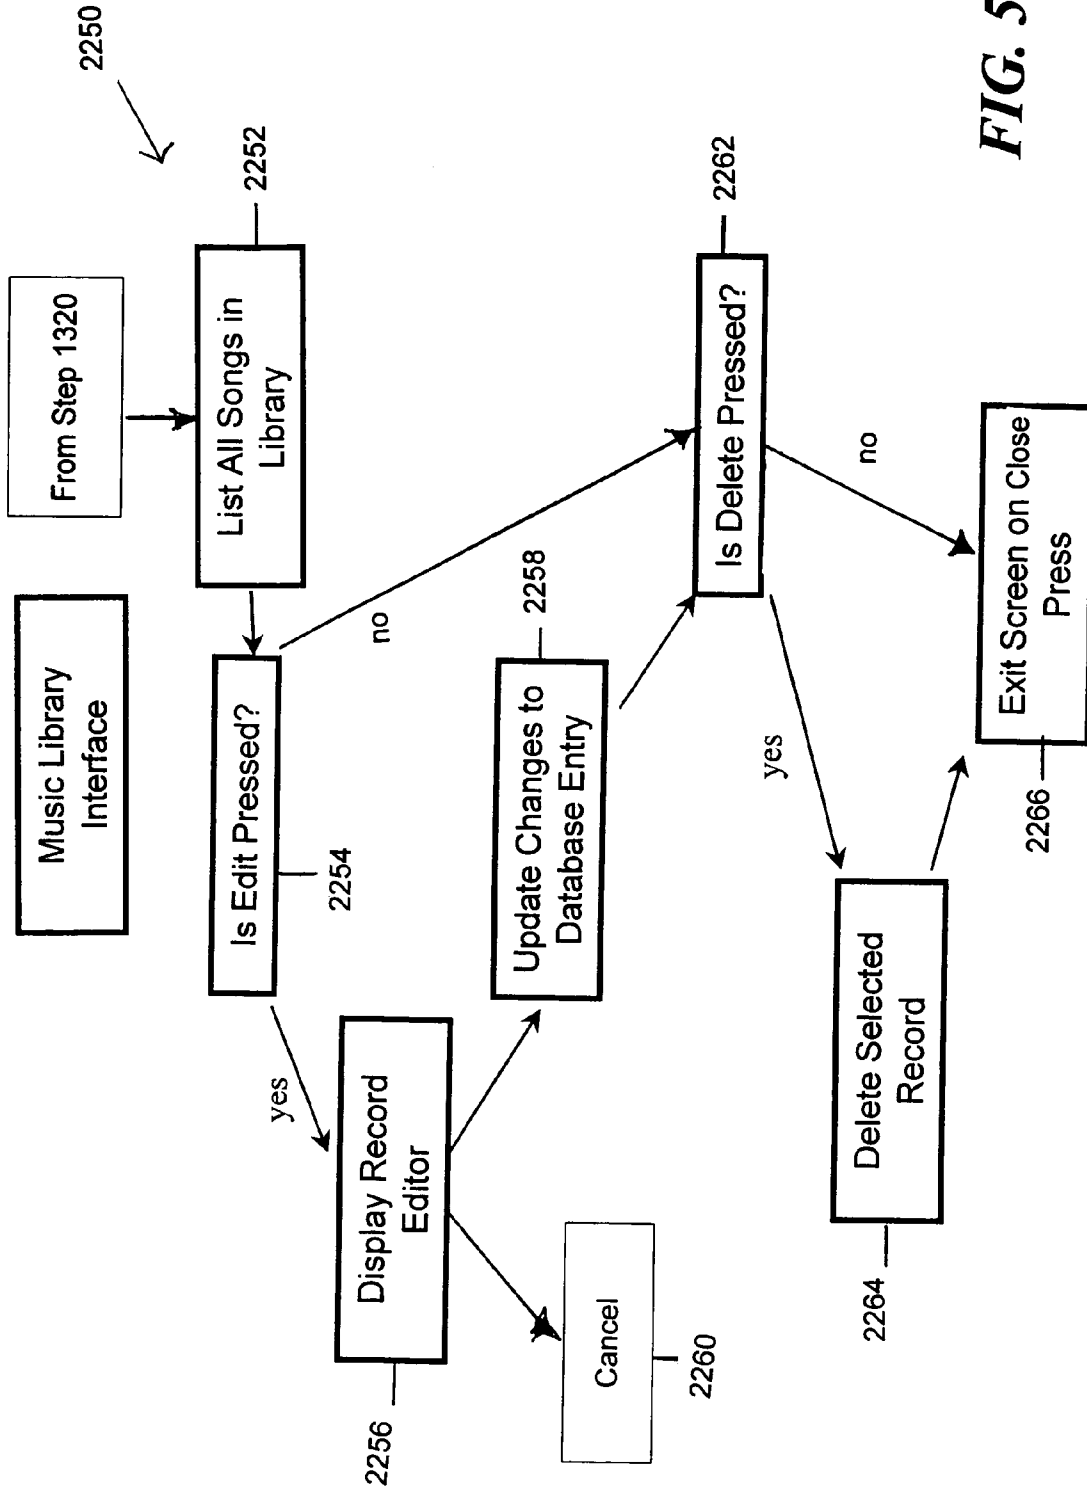 Music Library
Interface
From Step 1320
2250
List All Songs in
Library
2252
Is Edit Pressed?
2254
yes
no
Display Record
Editor
2256
Update Changes to
Database Entry
2258
Cancel
2260
Is Delete Pressed?
2262
yes
no
Delete Selected
Record
2264
Exit Screen on Close
Press
2266
FIG. 5